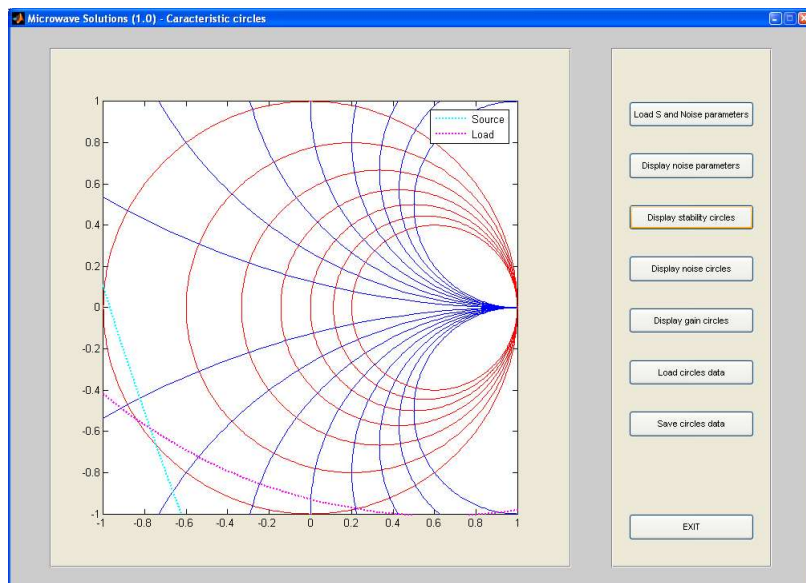 Microwave Solutions (1.0) - Caracteristic circles
1
0.8
0.6
0.4
0.2
0
-0.2
-0.4
-0.6
-0.8
-1
-1 -0.8 -0.6 -0.4 -0.2 0 0.2 0.4 0.6 0.8 1
Source
Load
Load S and Noise parameters
Display noise parameters
Display stability circles
Display noise circles
Display gain circles
Load circles data
Save circles data
EXIT